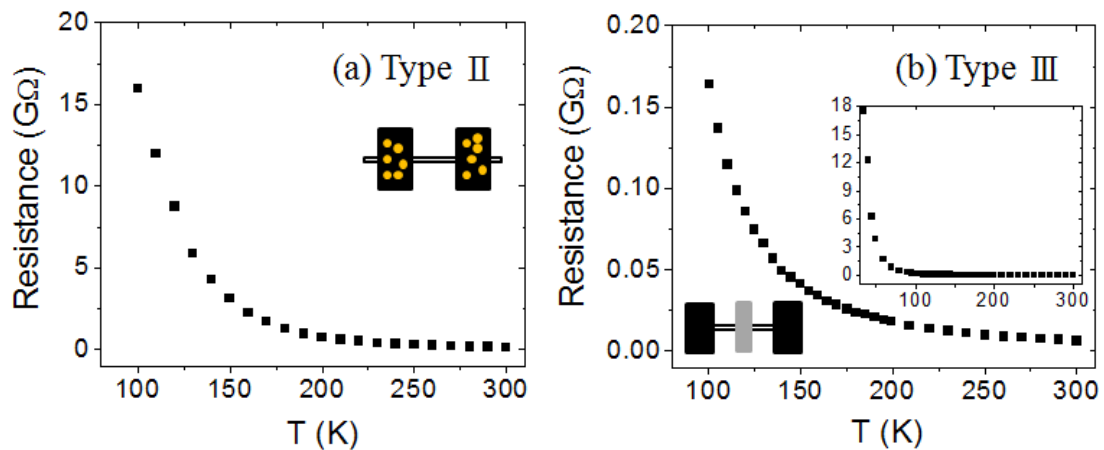 (a) Type Ⅱ
Resistance (GΩ)
20
15
10
5
0
100 150 200 250 300
T (K)
(b) Type Ⅲ
Resistance (GΩ)
0.20
0.15
0.10
0.05
0.00
100 150 200 250 300
T (K)
18
15
12
9
6
3
0
100 200 300